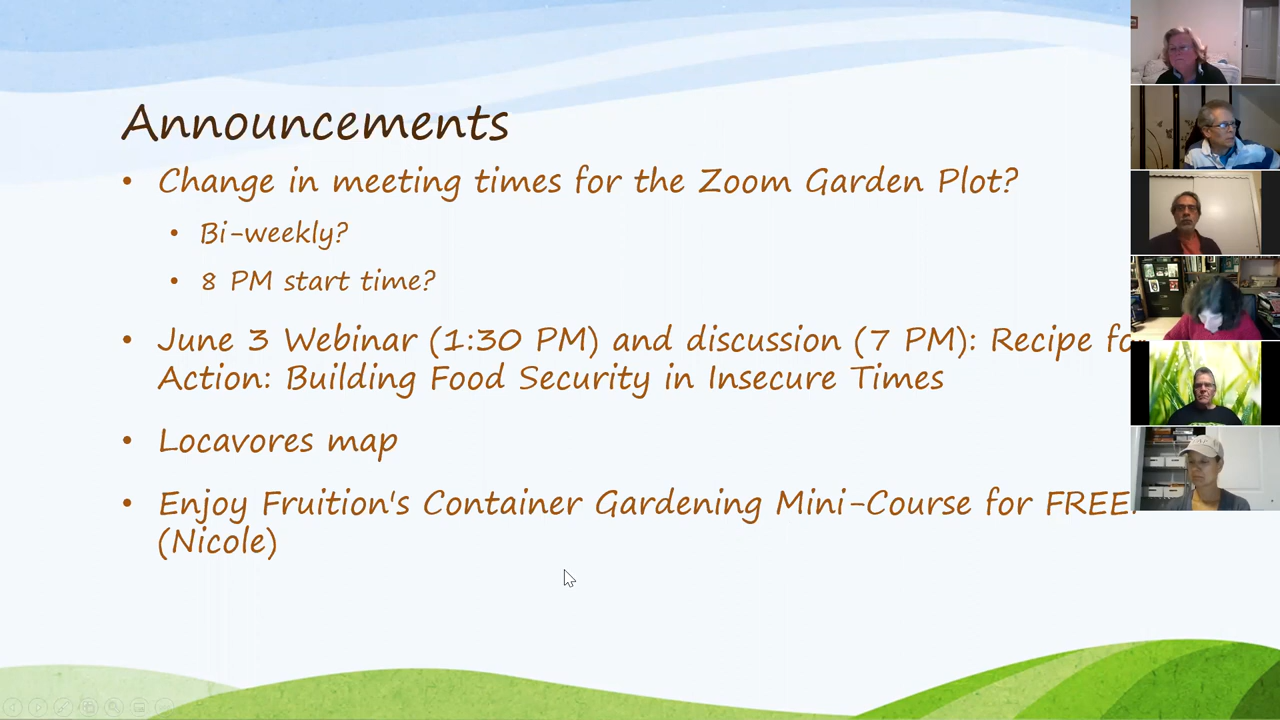 Announcements
• Change in meeting times for the Zoom Garden Plot?
• Bi-weekly?
• 8 PM start time?
• June 3 Webinar (1:30 PM) and discussion (7 PM): Recipe fo
Action: Building Food Security in Insecure Times
• Locavores map
• Enjoy Fruition's Container Gardening Mini-Course for FREE
(Nicole)